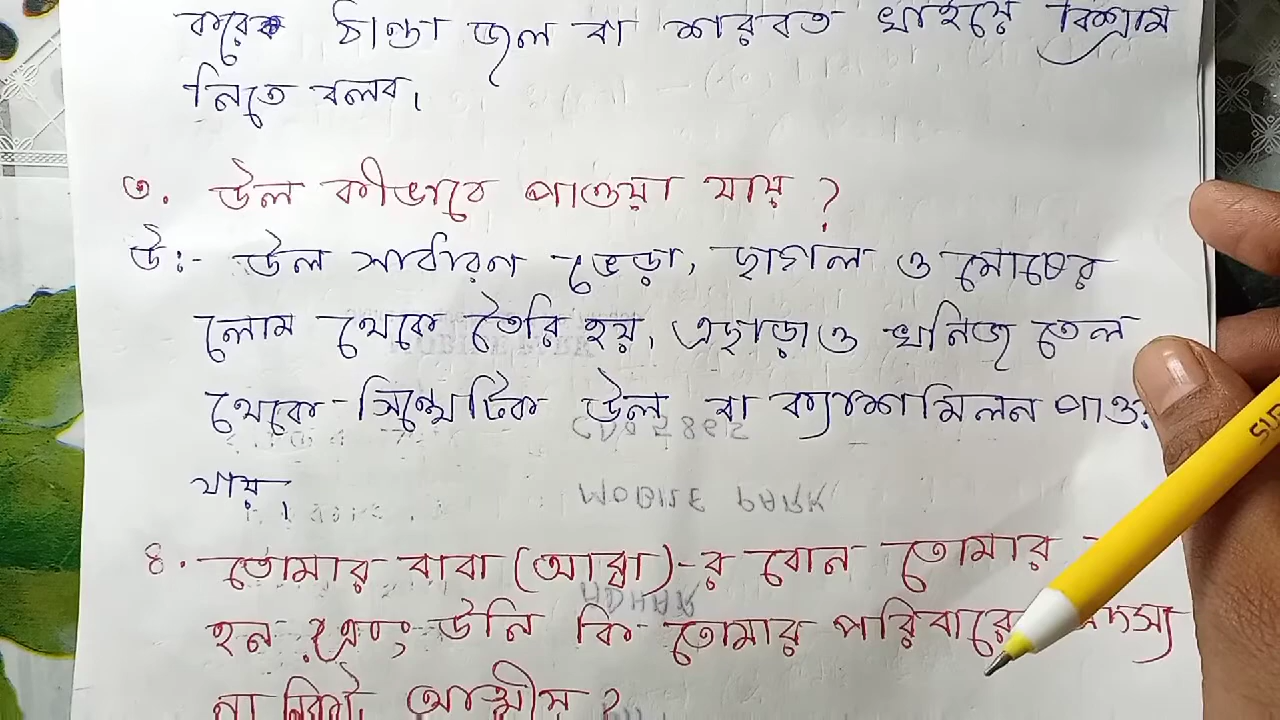 করে ঠাণ্ডা জল বা শরবত খাইয়ে বিশ্রাম
নিতে বলব।
৩. উল কীভাবে পাওয়া যায় ?
উঃ- উল সাধারণ ভেড়া, ছাগল ও মোষের
লোম থেকে তৈরি হয়, এছাড়াও খনিজ তেল
থেকে সিন্থেটিক উল বা ক্যাশমিলন
যায়।
৪. তোমার বাবা (আব্বা)-র বোন তোমার
হন ? এবং উনি কি তোমার পরিবারের সদস্য
না নিকট আত্মীয় ?